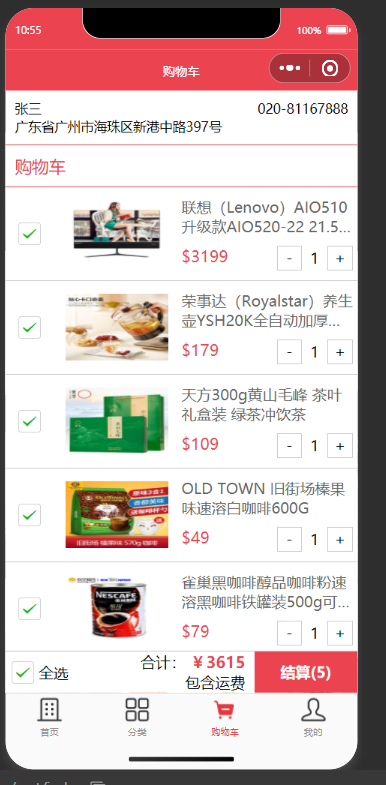 10:55
100%
购物车
张三
020-81167888
广东省广州市海珠区新港中路397号
购物车
联想（Lenovo）AIO510
升级款AIO520-22 21.5...
$3199
- 1 +
荣事达（Royalstar）养生
壶YSH20K全自动加厚...
$179
- 1 +
天方300g黄山毛峰 茶叶
礼盒装 绿茶冲饮茶
$109
- 1 +
OLD TOWN 旧街场榛果
味速溶白咖啡600G
$49
- 1 +
NESCAFÉ
雀巢黑咖啡醇品咖啡粉速
溶黑咖啡铁罐装500g可...
$79
- 1 +
全选
合计： ￥3615
包含运费
结算(5)
首页
分类
购物车
我的